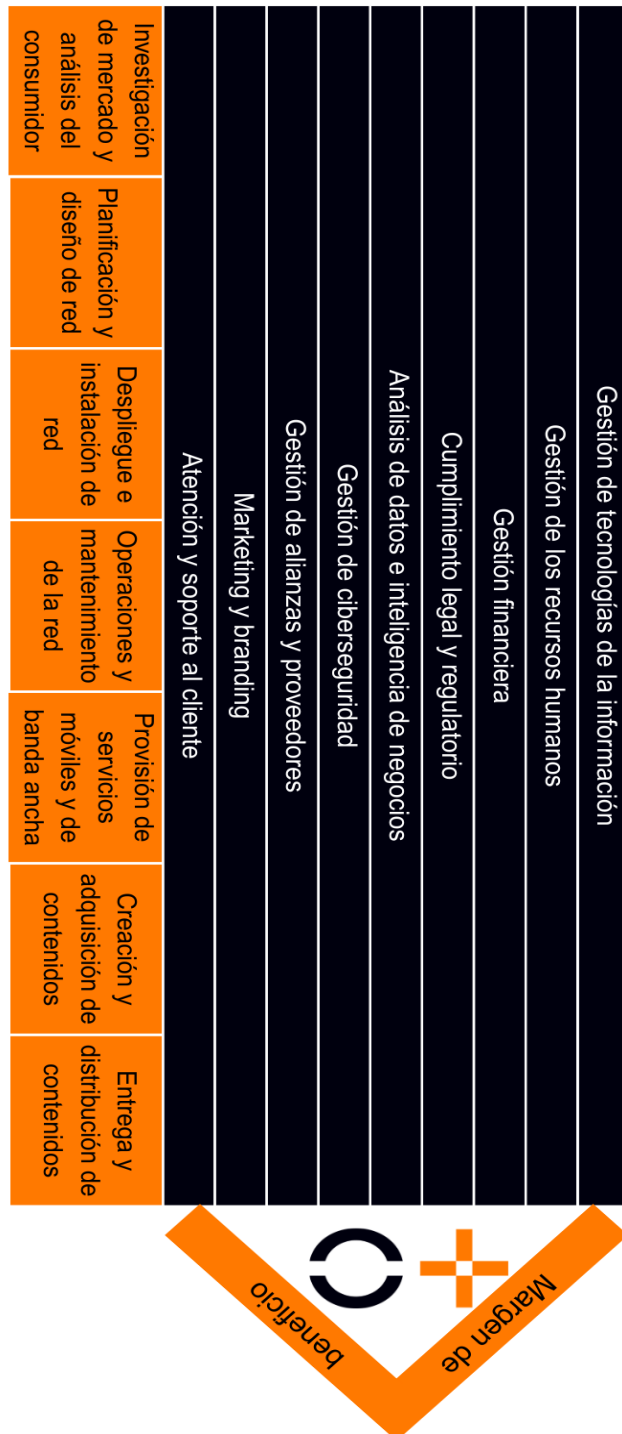 Gestión de tecnologías de la información
Gestión de los recursos humanos
Gestión financiera
Cumplimiento legal y regulatorio
Análisis de datos e inteligencia de negocios
Gestión de ciberseguridad
Gestión de alianzas y proveedores
Marketing y branding
Atención y soporte al cliente
Investigación
de mercado y
análisis del
consumidor
Planificación y
diseño de red
Despliegue e
instalación de
red
Operaciones y
mantenimiento
de la red
Provisión de
servicios
móviles y de
banda ancha
Creación y
adquisición de
contenidos
Entrega y
distribución de
contenidos
Margen de
beneficio